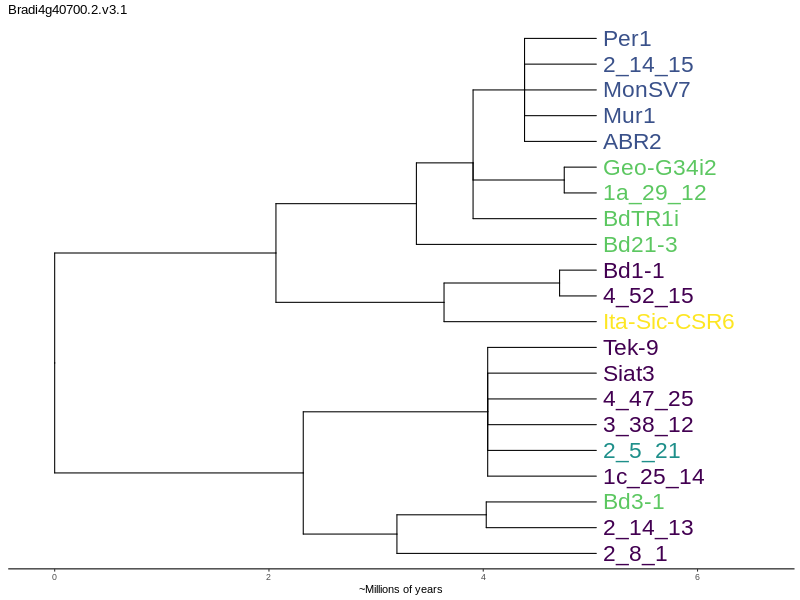 Bradi4g40700.2.v3.1
Per1
2_14_15
MonSV7
Mur1
ABR2
Geo-G34i2
1a_29_12
BdTR1i
Bd21-3
Bd1-1
4_52_15
Ita-Sic-CSR6
Tek-9
Siat3
4_47_25
3_38_12
2_5_21
1c_25_14
Bd3-1
2_14_13
2_8_1
0 2 4 6
~Millions of years